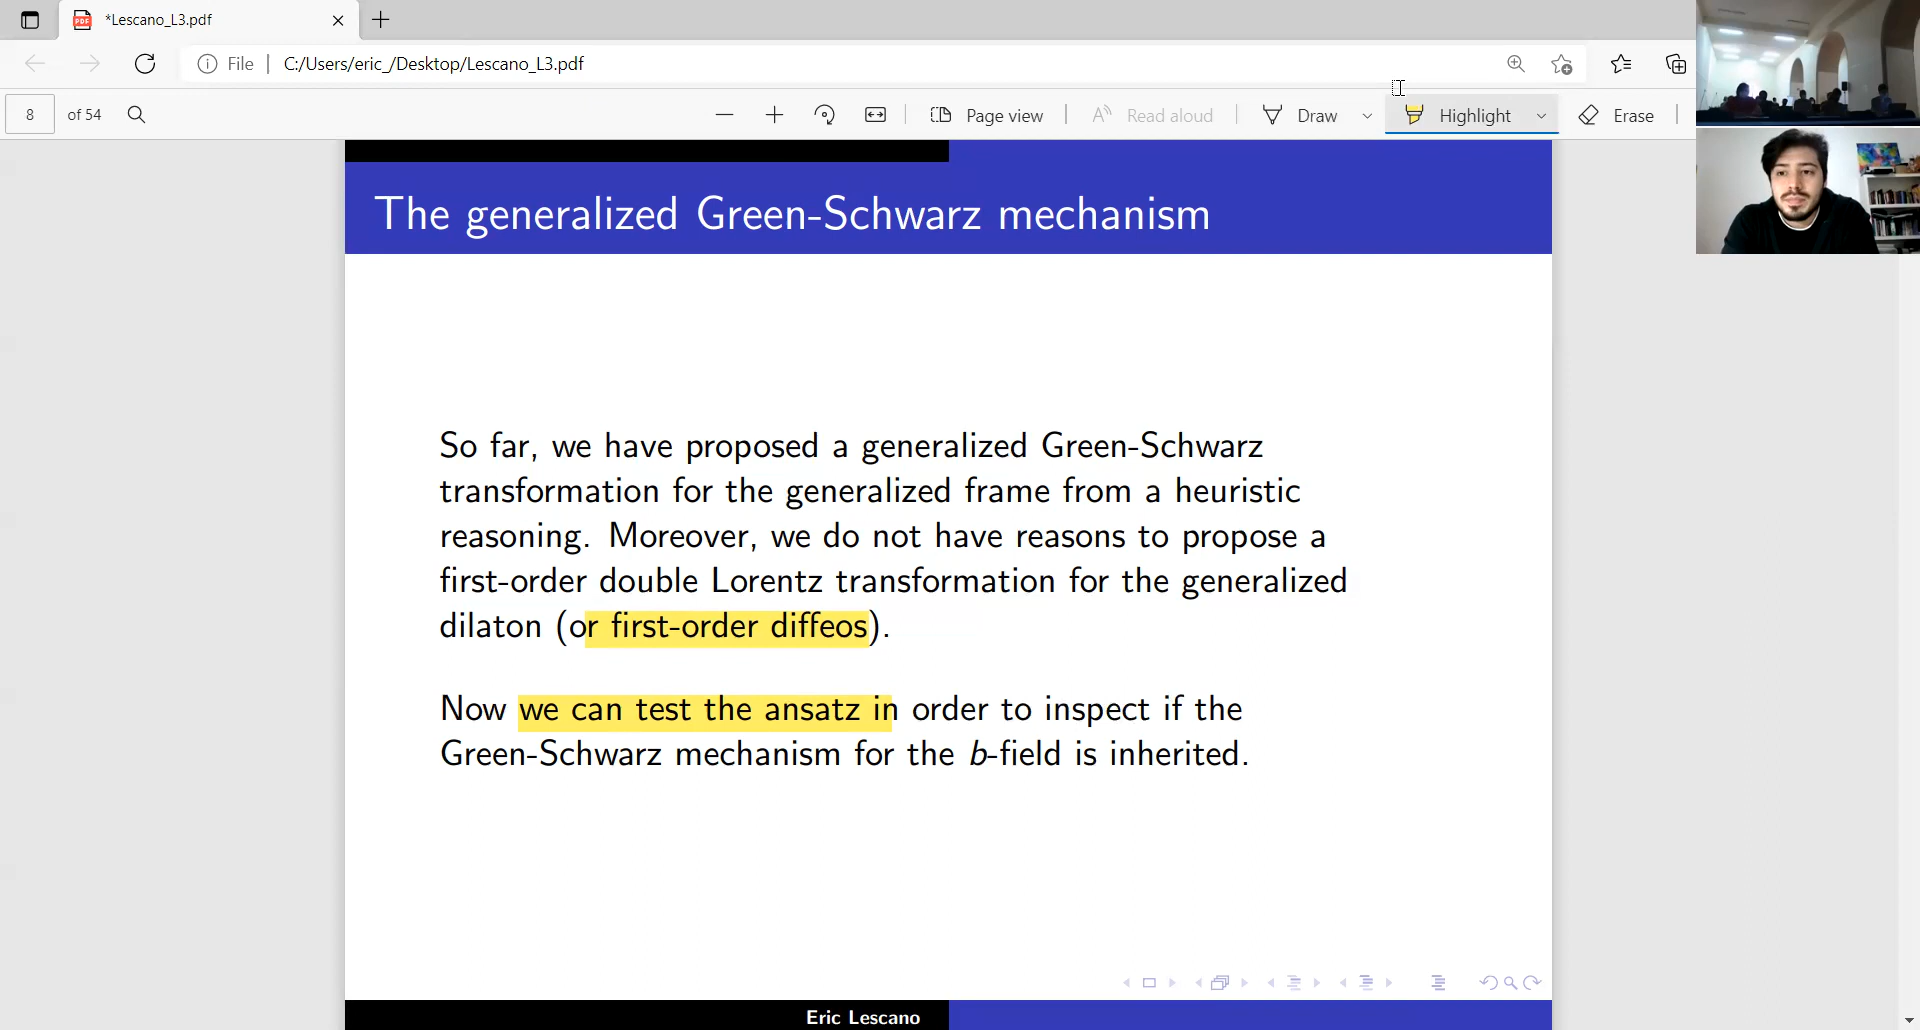 *Lescano_L3.pdf
File
C:/Users/eric_/Desktop/Lescano_L3.pdf
8 of 54
Page view
Read aloud
Draw
Highlight
Erase
The generalized Green-Schwarz mechanism
So far, we have proposed a generalized Green-Schwarz
transformation for the generalized frame from a heuristic
reasoning. Moreover, we do not have reasons to propose a
first-order double Lorentz transformation for the generalized
dilaton (or first-order diffeos).
Now we can test the ansatz in order to inspect if the
Green-Schwarz mechanism for the b-field is inherited.
Eric Lescano